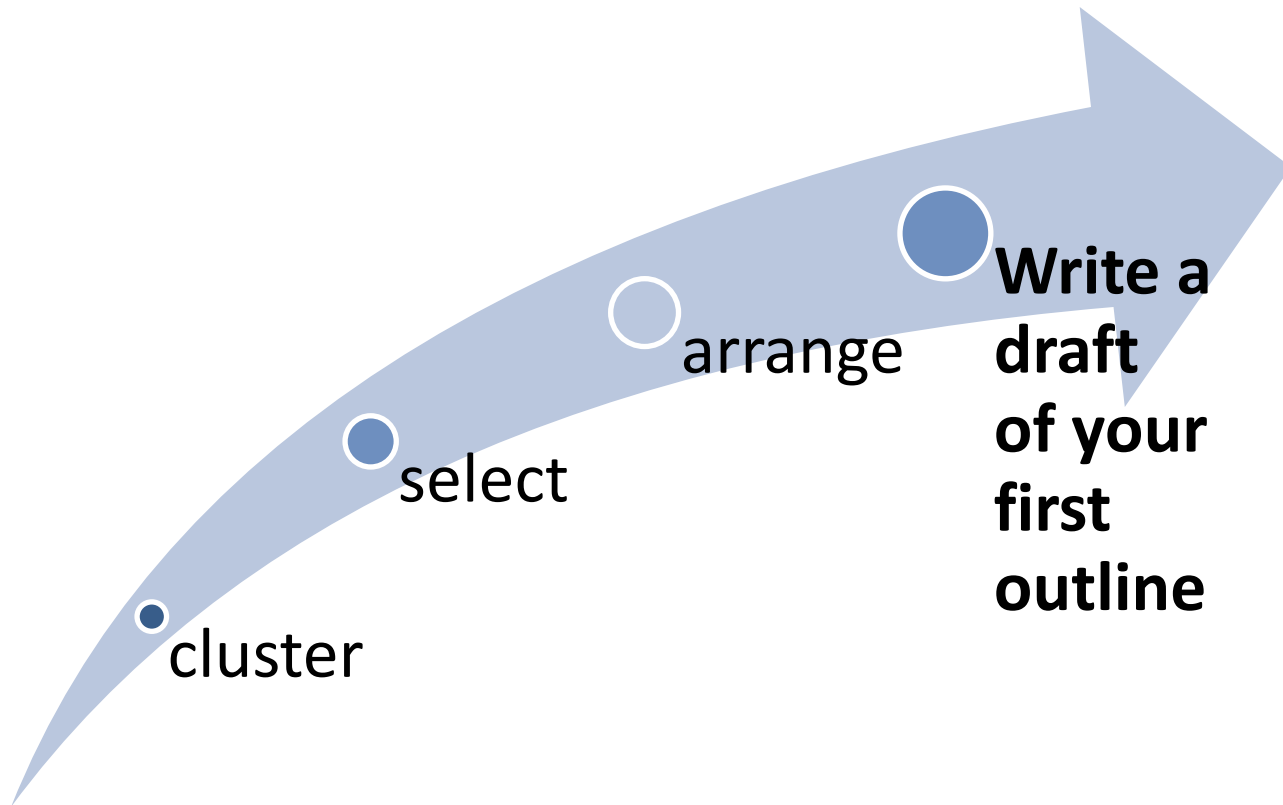 cluster
select
arrange
Write a
draft
of your
first
outline